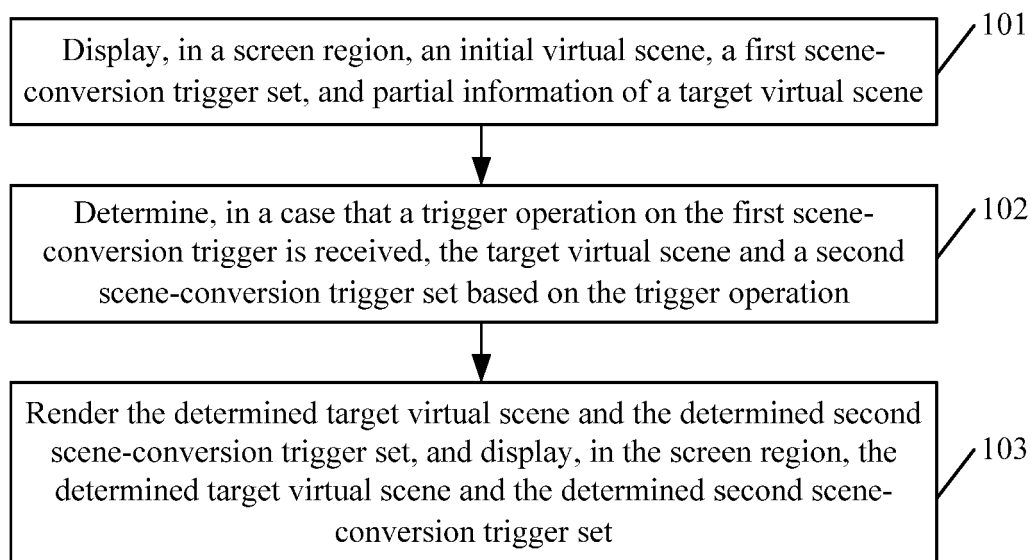 Display, in a screen region, an initial virtual scene, a first scene-
conversion trigger set, and partial information of a target virtual scene
101
Determine, in a case that a trigger operation on the first scene-
conversion trigger is received, the target virtual scene and a second
scene-conversion trigger set based on the trigger operation
102
Render the determined target virtual scene and the determined second
scene-conversion trigger set, and display, in the screen region, the
determined target virtual scene and the determined second scene-
conversion trigger set
103